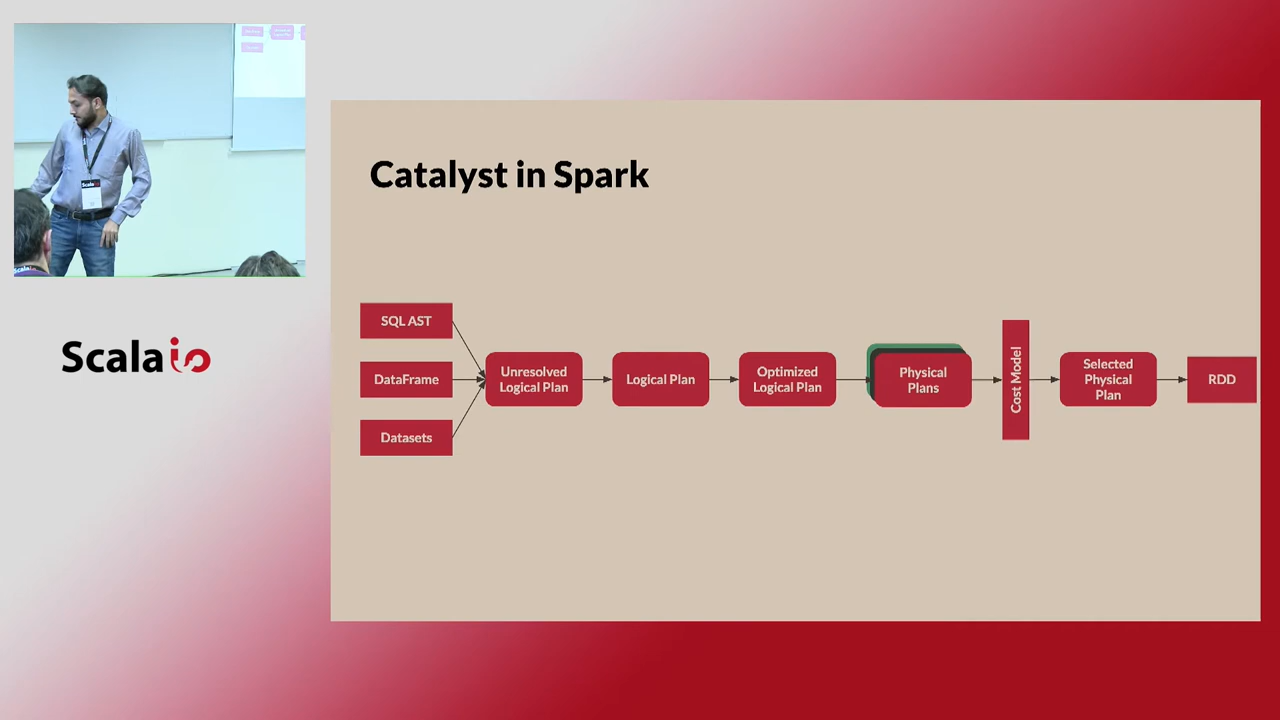 Scalaio
Catalyst in Spark
SQL AST
DataFrame
Datasets
Unresolved
Logical Plan
Logical Plan
Optimized
Logical Plan
Physical
Plans
Cost Model
Selected
Physical
Plan
RDD
Scala